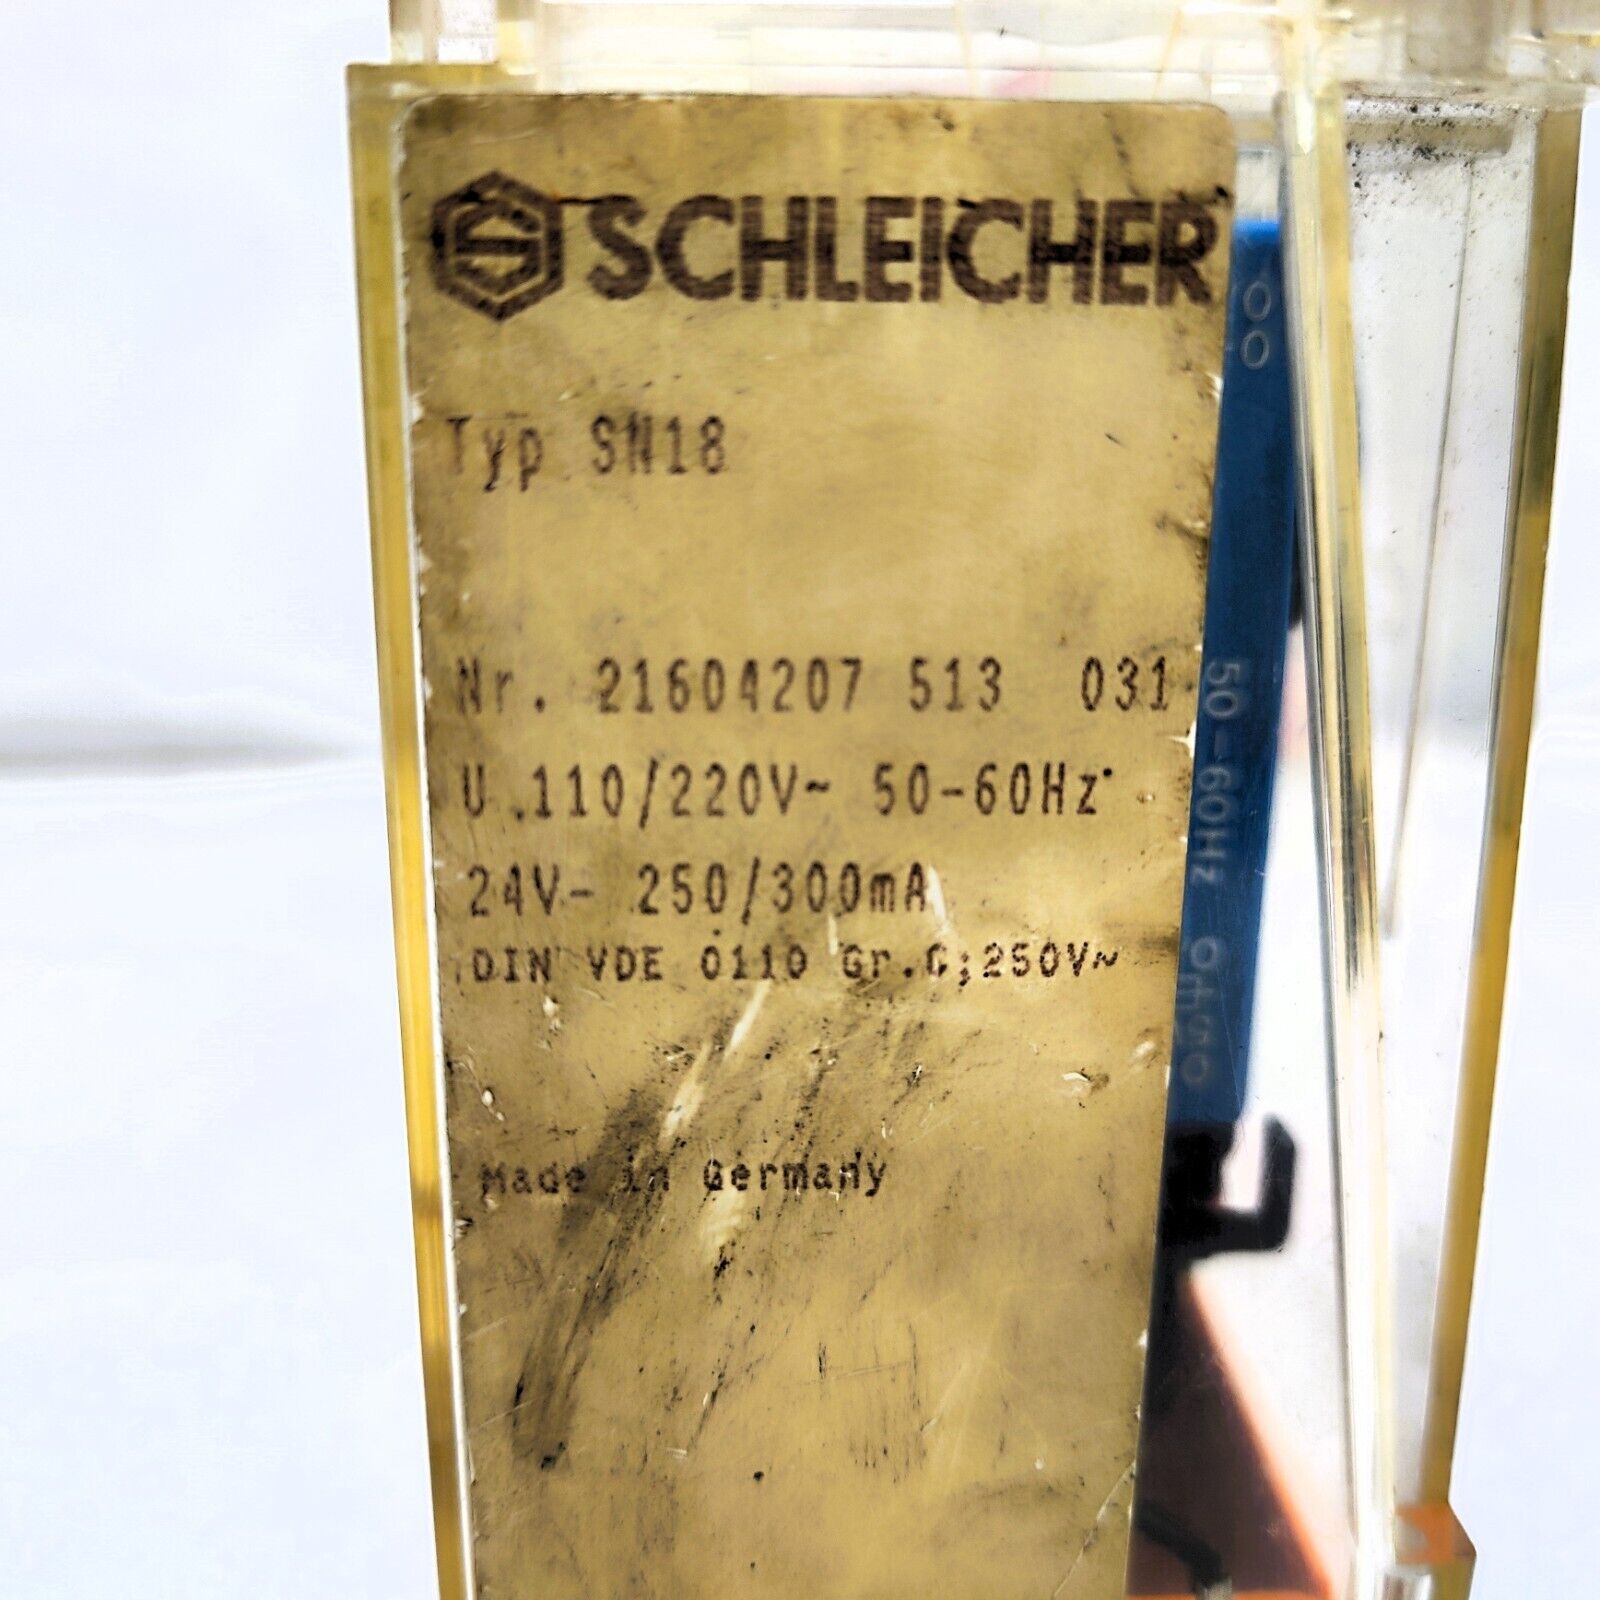 SCHLEICHER
Typ SN18
Nr. 21604207 513 031
U 110/220V~ 50-60Hz
24V- 250/300mA
DIN VDE 0110 Gr.C;250V~
Made in Germany
50-60Hz